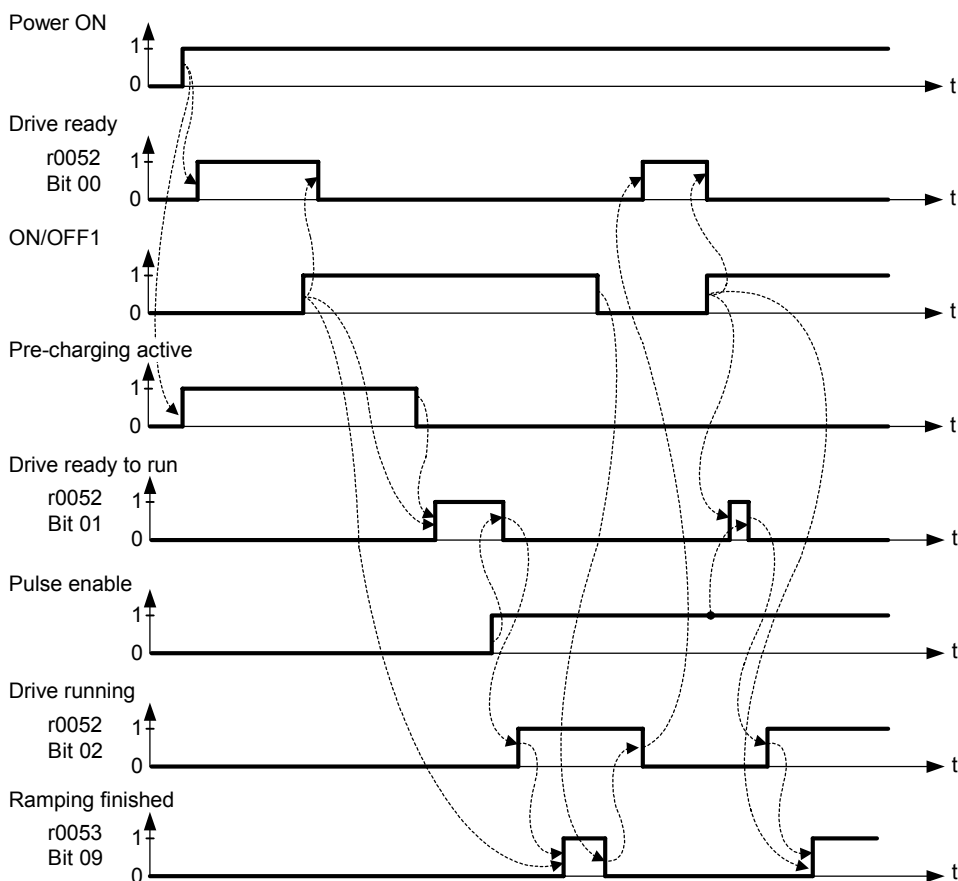 Power ON
1
0
t
Drive ready
r0052
Bit 00
1
0
t
ON/OFF1
1
0
t
Pre-charging active
1
0
t
Drive ready to run
r0052
Bit 01
1
0
t
Pulse enable
1
0
t
Drive running
r0052
Bit 02
1
0
t
Ramping finished
r0053
Bit 09
1
0
t